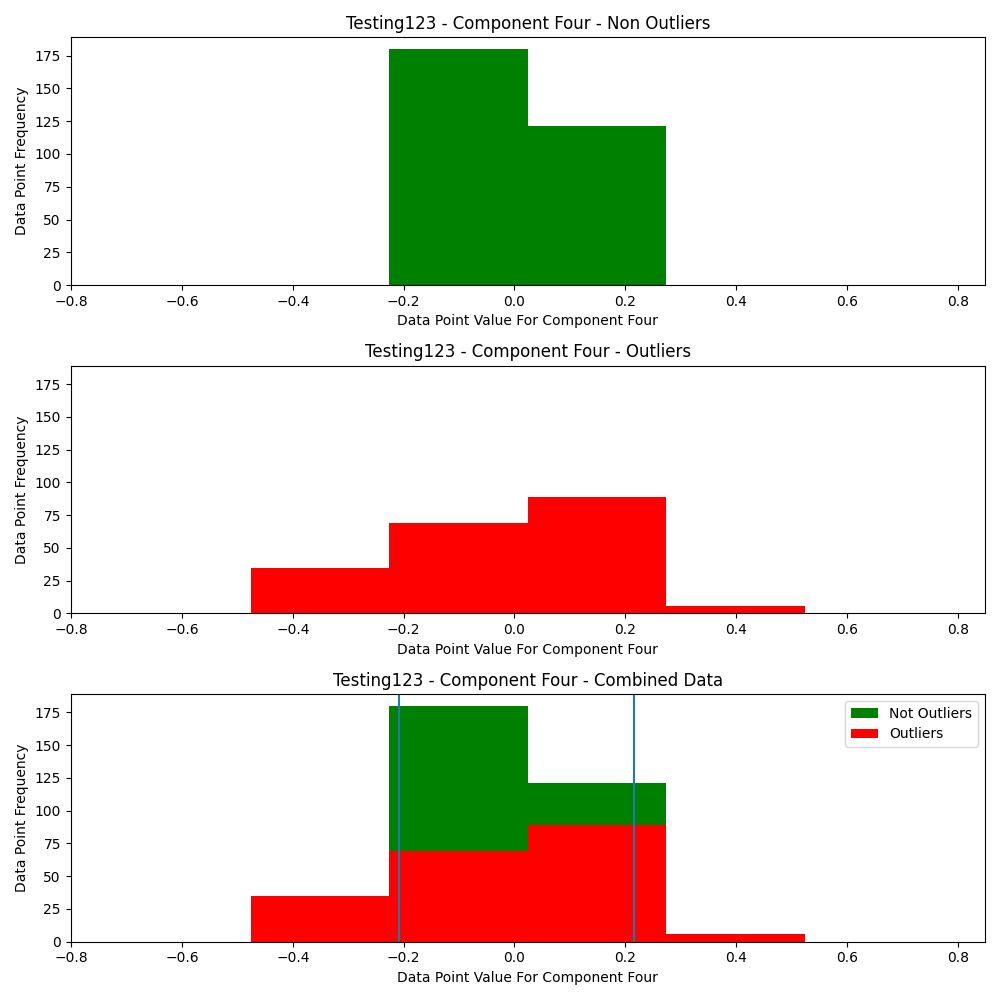 Testing123 - Component Four - Non Outliers
Data Point Frequency
175
150
125
100
75
50
25
0
−0.8 −0.6 −0.4 −0.2 0.0 0.2 0.4 0.6 0.8
Data Point Value For Component Four
Testing123 - Component Four - Outliers
Data Point Frequency
175
150
125
100
75
50
25
0
−0.8 −0.6 −0.4 −0.2 0.0 0.2 0.4 0.6 0.8
Data Point Value For Component Four
Testing123 - Component Four - Combined Data
Data Point Frequency
175
150
125
100
75
50
25
0
Not Outliers
Outliers
−0.8 −0.6 −0.4 −0.2 0.0 0.2 0.4 0.6 0.8
Data Point Value For Component Four